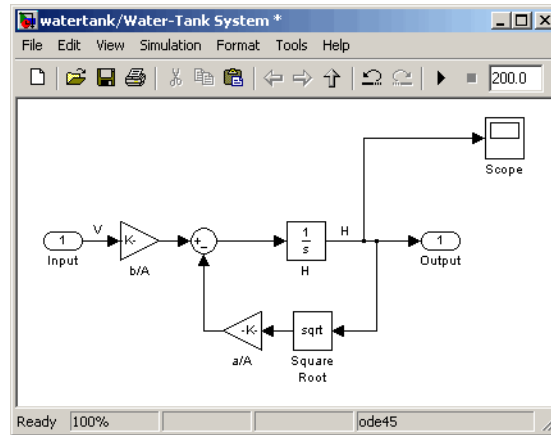 watertank/Water-Tank System *
File Edit View Simulation Format Tools Help
200.0
Scope
V
1
Input
K-
b/A
+
-
1
s
H
H
1
Output
-K-
a/A
sqrt
Square
Root
Ready 100% ode45